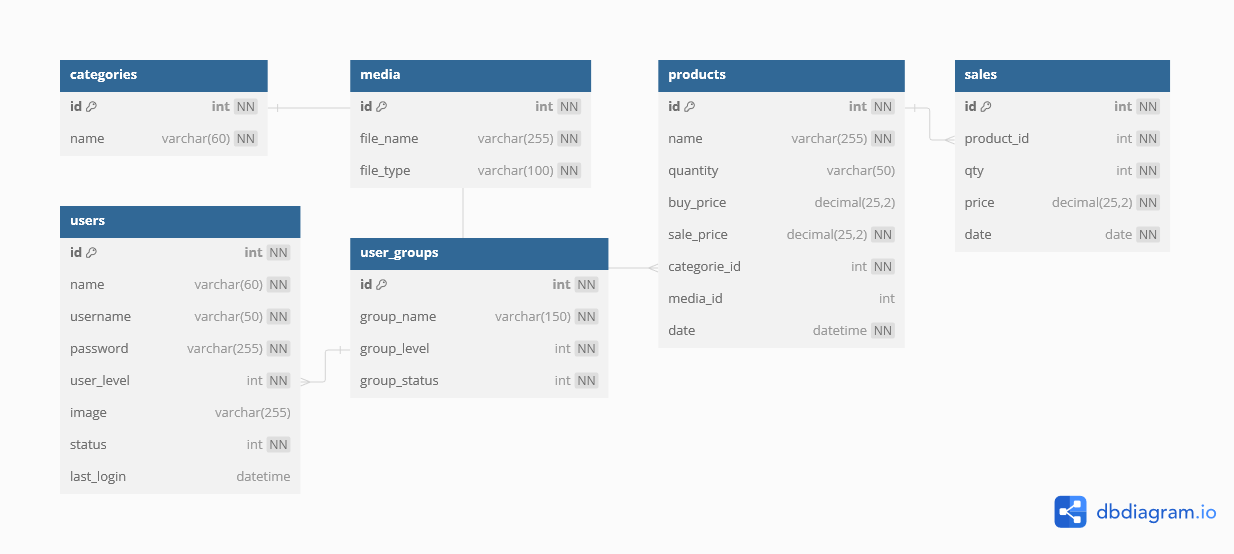 categories
id int NN
name varchar(60) NN
media
id int NN
file_name varchar(255) NN
file_type varchar(100) NN
products
id int NN
name varchar(255) NN
quantity varchar(50)
buy_price decimal(25,2)
sale_price decimal(25,2) NN
categorie_id int NN
media_id int
date datetime NN
sales
id int NN
product_id int NN
qty int NN
price decimal(25,2) NN
date date NN
users
id int NN
name varchar(60) NN
username varchar(50) NN
password varchar(255) NN
user_level int NN
image varchar(255)
status int NN
last_login datetime
user_groups
id int NN
group_name varchar(150) NN
group_level int NN
group_status int NN
dbdiagram.io